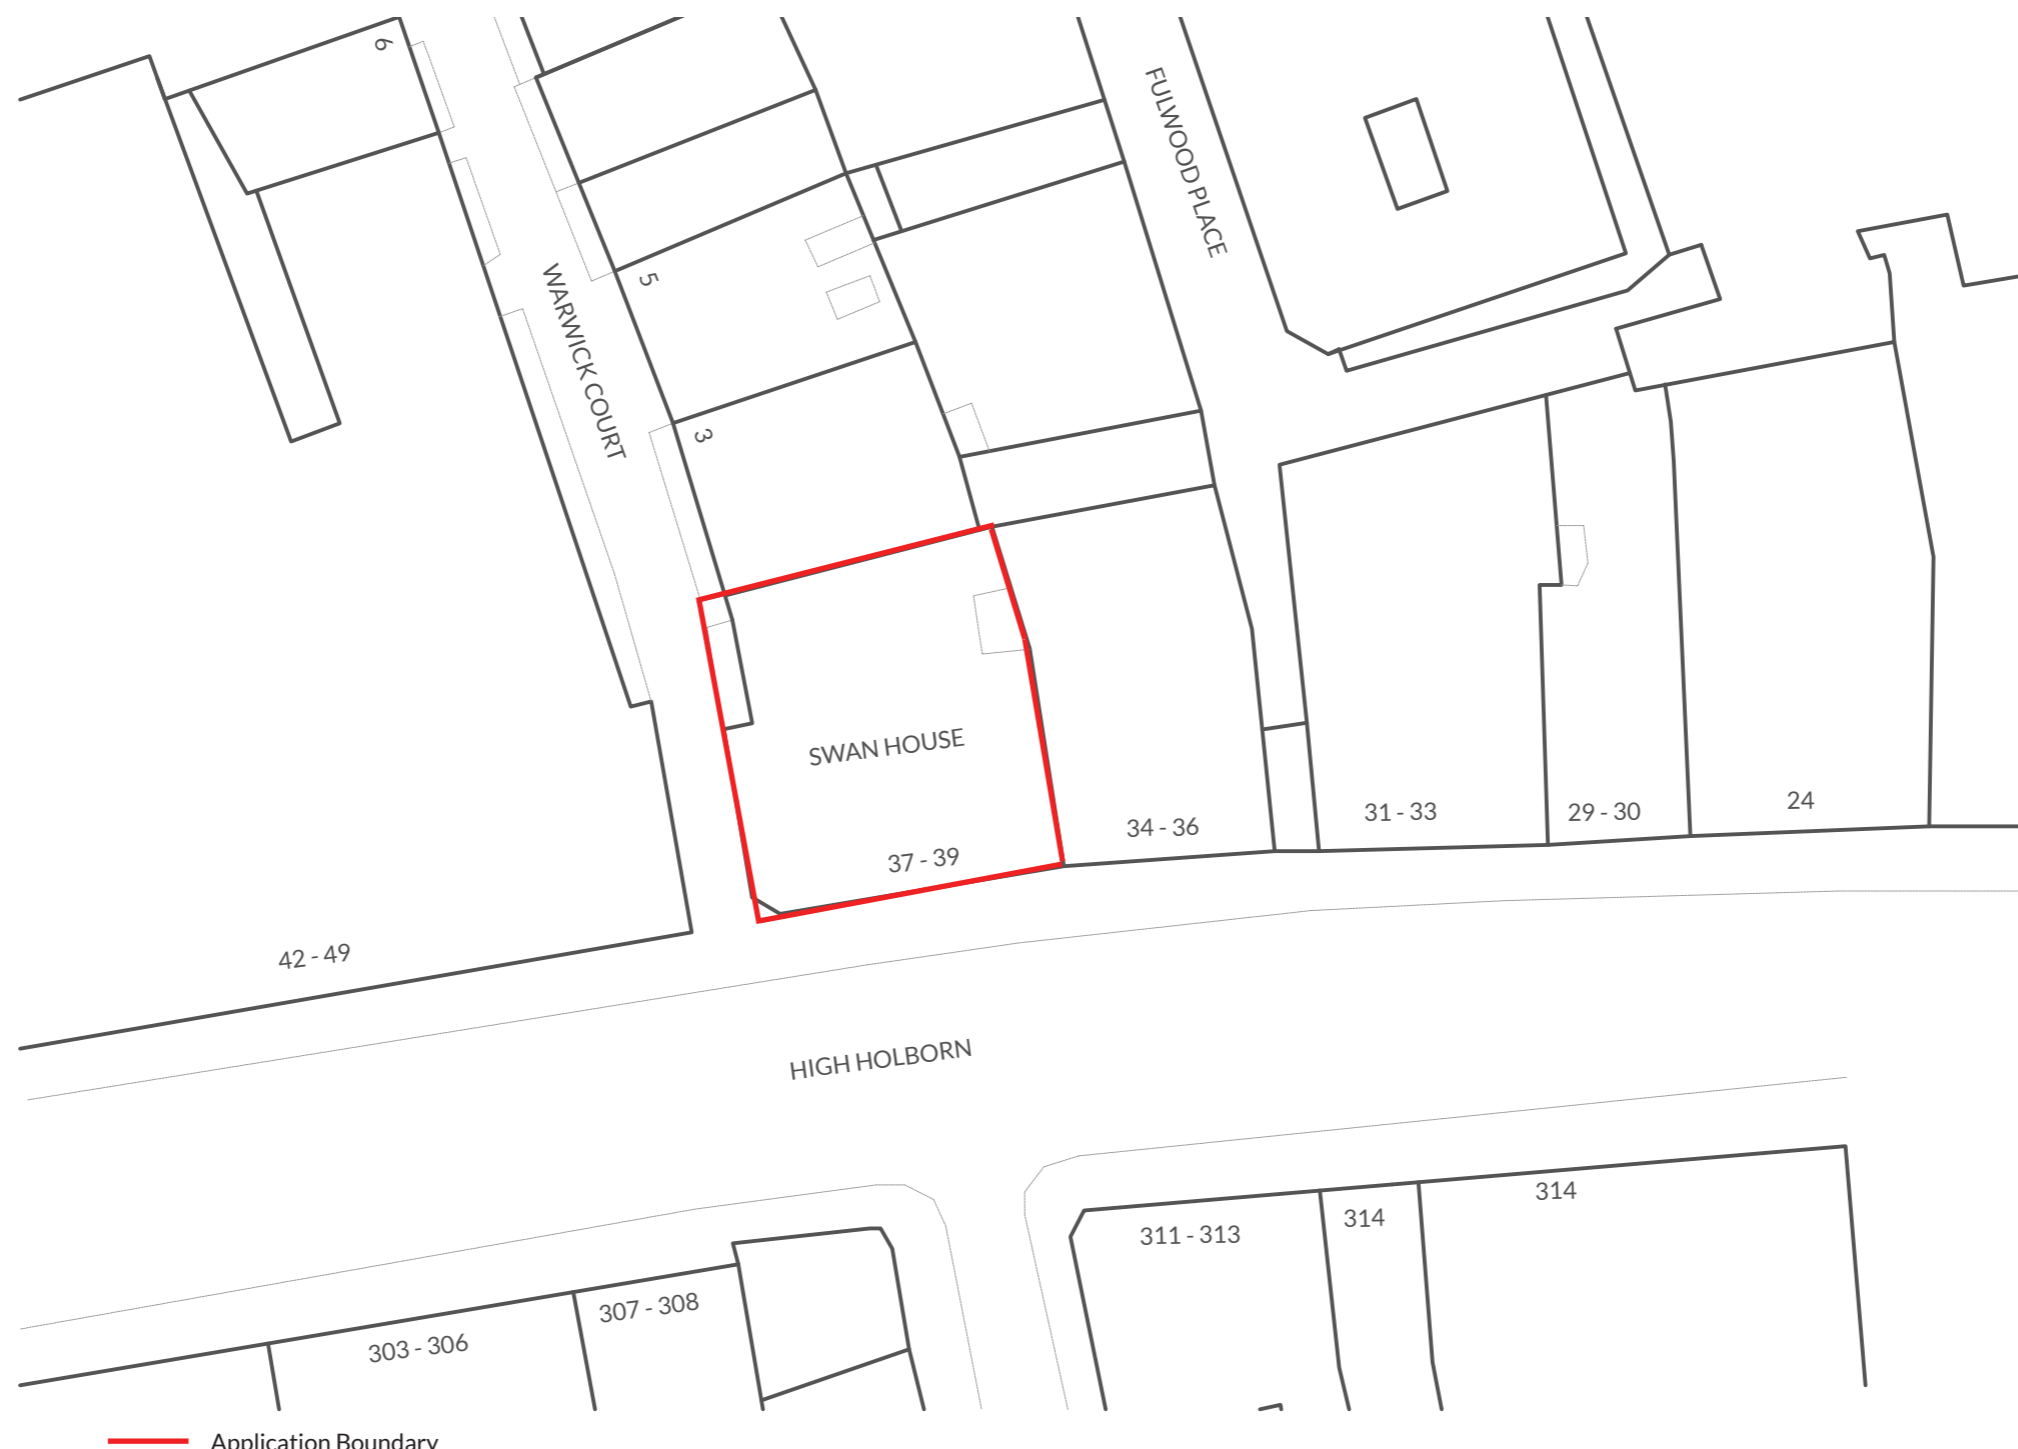 6
FULWOOD PLACE
WARWICK COURT
5
3
SWAN HOUSE
37 - 39
34 - 36
31 - 33
29 - 30
24
42 - 49
HIGH HOLBORN
314
314
311 - 313
307 - 308
303 - 306
Application Boundary